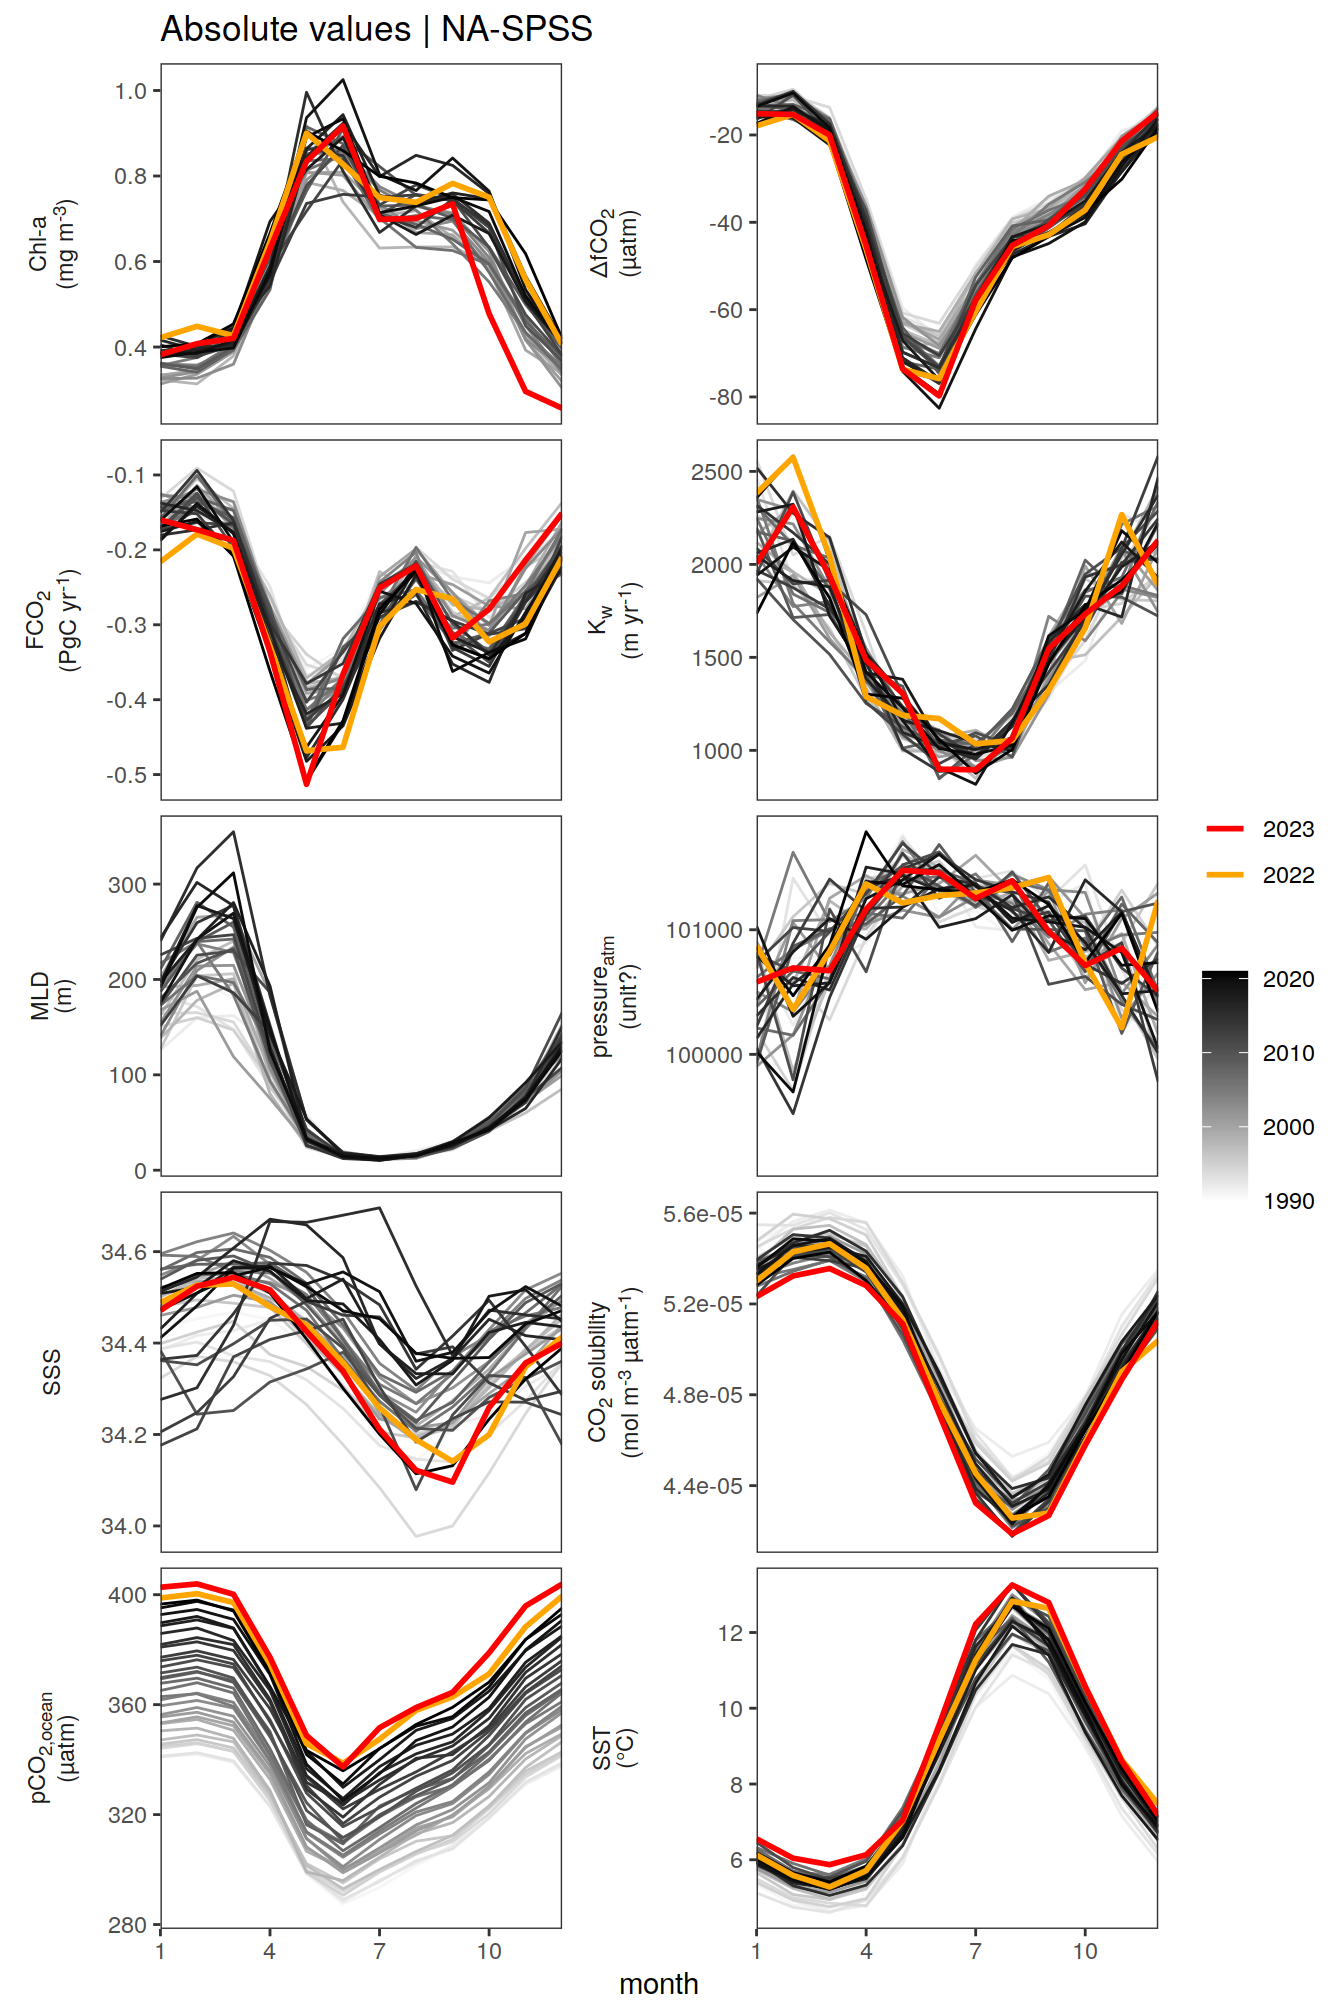 Absolute values | NA-SPSS
Chl-a
(mg m⁻³)
1.0
0.8
0.6
0.4
ΔfCO₂
(µatm)
-20
-40
-60
-80
FCO₂
(PgC yr⁻¹)
-0.1
-0.2
-0.3
-0.4
-0.5
K_w
(m yr⁻¹)
2500
2000
1500
1000
MLD
(m)
300
200
100
0
pressure_atm
(unit?)
101000
100000
SSS
34.6
34.4
34.2
34.0
CO₂ solubility
(mol m⁻³ µatm⁻¹)
5.6e-05
5.2e-05
4.8e-05
4.4e-05
pCO₂,ocean
(µatm)
400
360
320
280
SST
(°C)
12
10
8
6
1 4 7 10
1 4 7 10
month
2023
2022
2020
2010
2000
1990